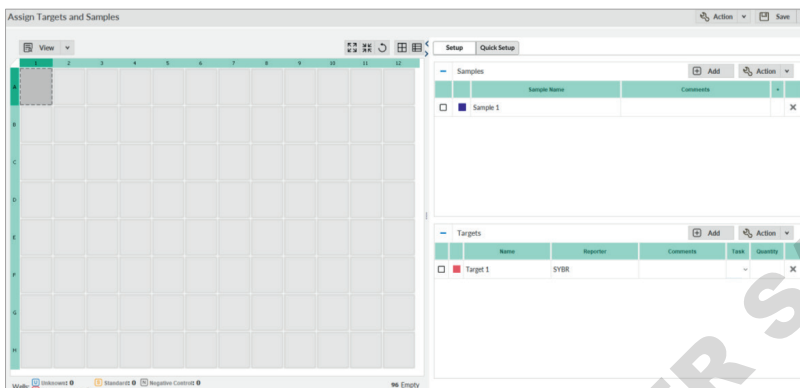 Assign Targets and Samples
Action
Save
View
1 2 3 4 5 6 7 8 9 10 11 12
A
B
C
D
E
F
G
H
Wells: U Unknown: 0 S Standard: 0 N Negative Control: 0 96 Empty
Setup Quick Setup
Samples Add Action
Sample Name Comments
Sample 1
Targets Add Action
Name Reporter Comments Task Quantity
Target 1 SYBR